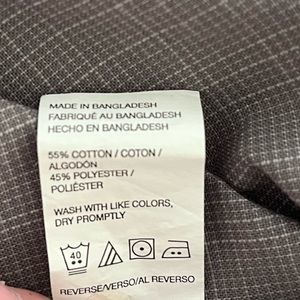 MADE IN BANGLADESH
FABRIQUÉ AU BANGLADESH
HECHO EN BANGLADESH
55% COTTON / COTON /
ALGODÓN
45% POLYESTER /
POLIÉSTER
WASH WITH LIKE COLORS,
DRY PROMPTLY
40
REVERSE/ENVERSO/AL REVERSO